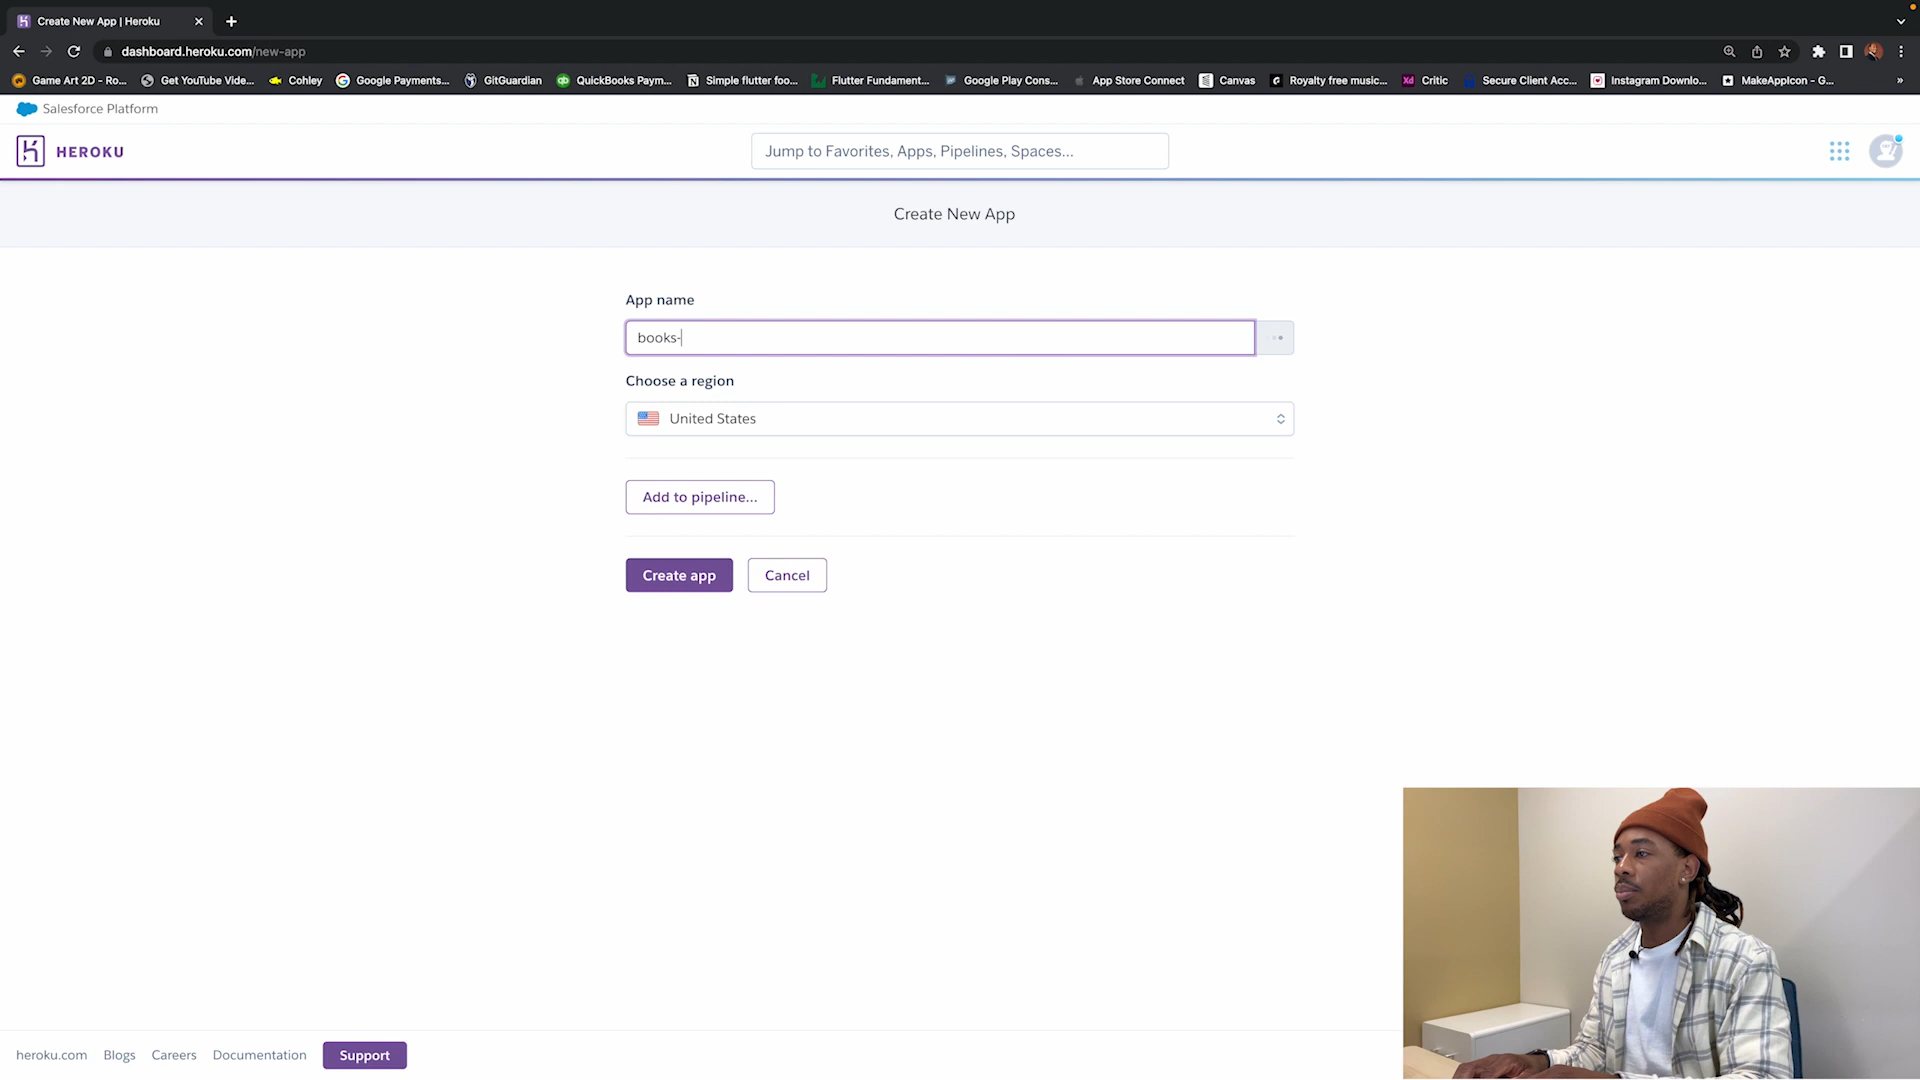 Create New App | Heroku
dashboard.heroku.com/new-app
Game Art 2D - Ro...
Get YouTube Vide...
Cohley
Google Payments...
GitGuardian
QuickBooks Paym...
Simple flutter foo...
Flutter Fundament...
Google Play Cons...
App Store Connect
Canvas
Royalty free music...
Xd
Critic
Secure Client Acc...
Instagram Downlo...
MakeAppIcon - G...
»
Salesforce Platform
HEROKU
Jump to Favorites, Apps, Pipelines, Spaces...
Create New App
App name
books-
Choose a region
United States
Add to pipeline...
Create app
Cancel
heroku.com
Blogs
Careers
Documentation
Support